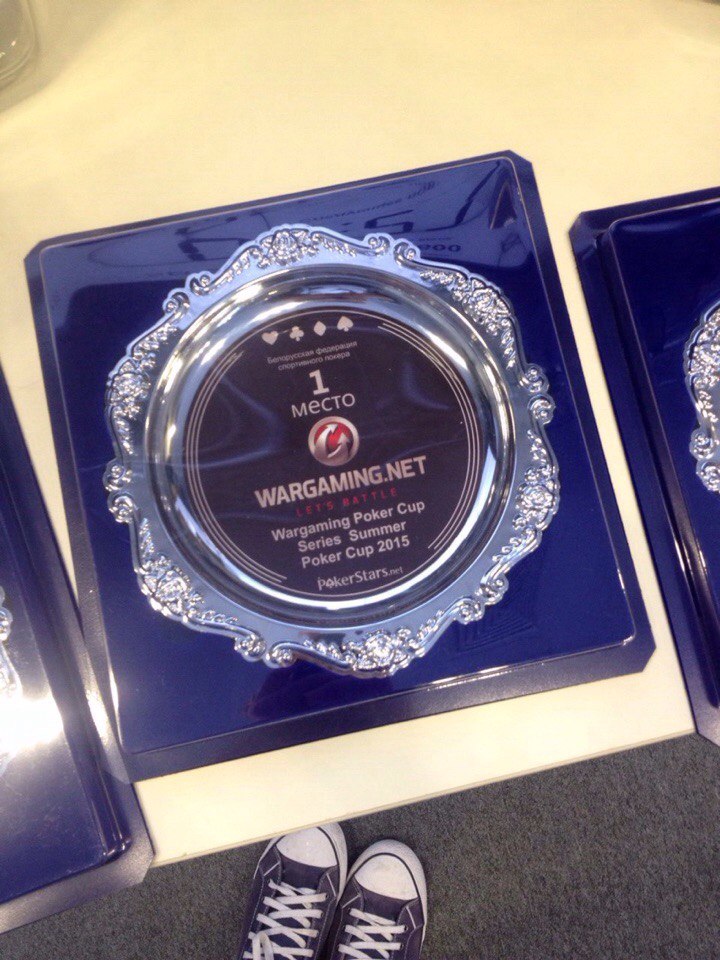 Белорусская федерация
спортивного покера
1
место
WARGAMING.NET
LET'S BATTLE
Wargaming Poker Cup
Series Summer
Poker Cup 2015
PokerStars.net